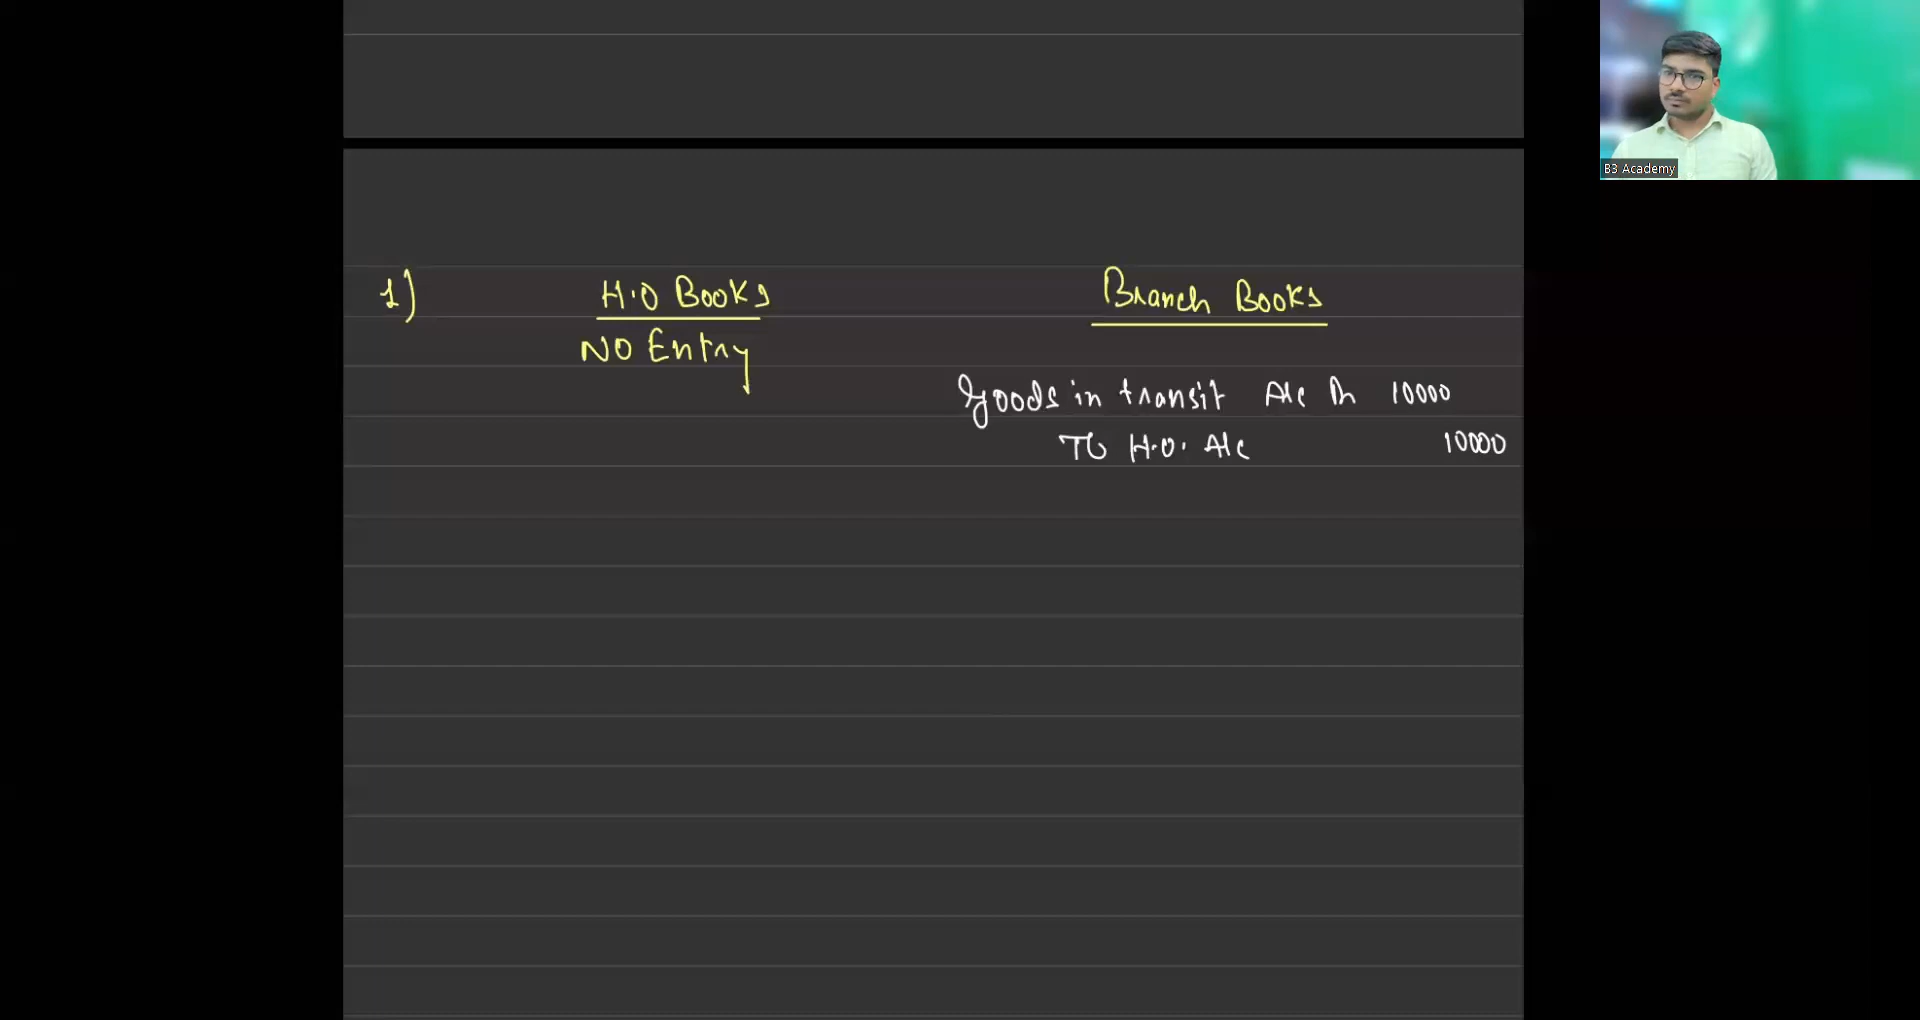 B3 Academy
1) H.O Books Branch Books
NO Entry
Goods in transit A/c Dr 10000
To H.O. A/c 10000